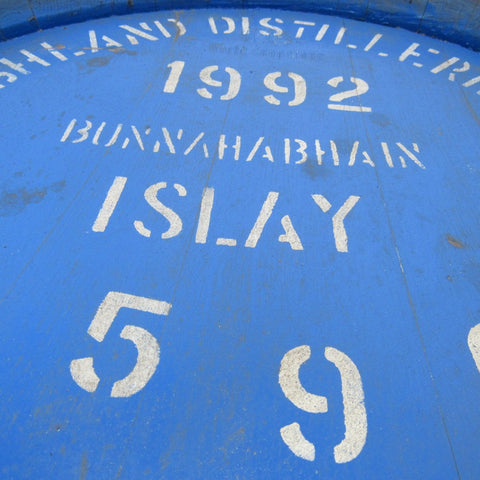 HLAND DISTILLERI
1992
BUNNAHABHAIN
ISLAY
5 9